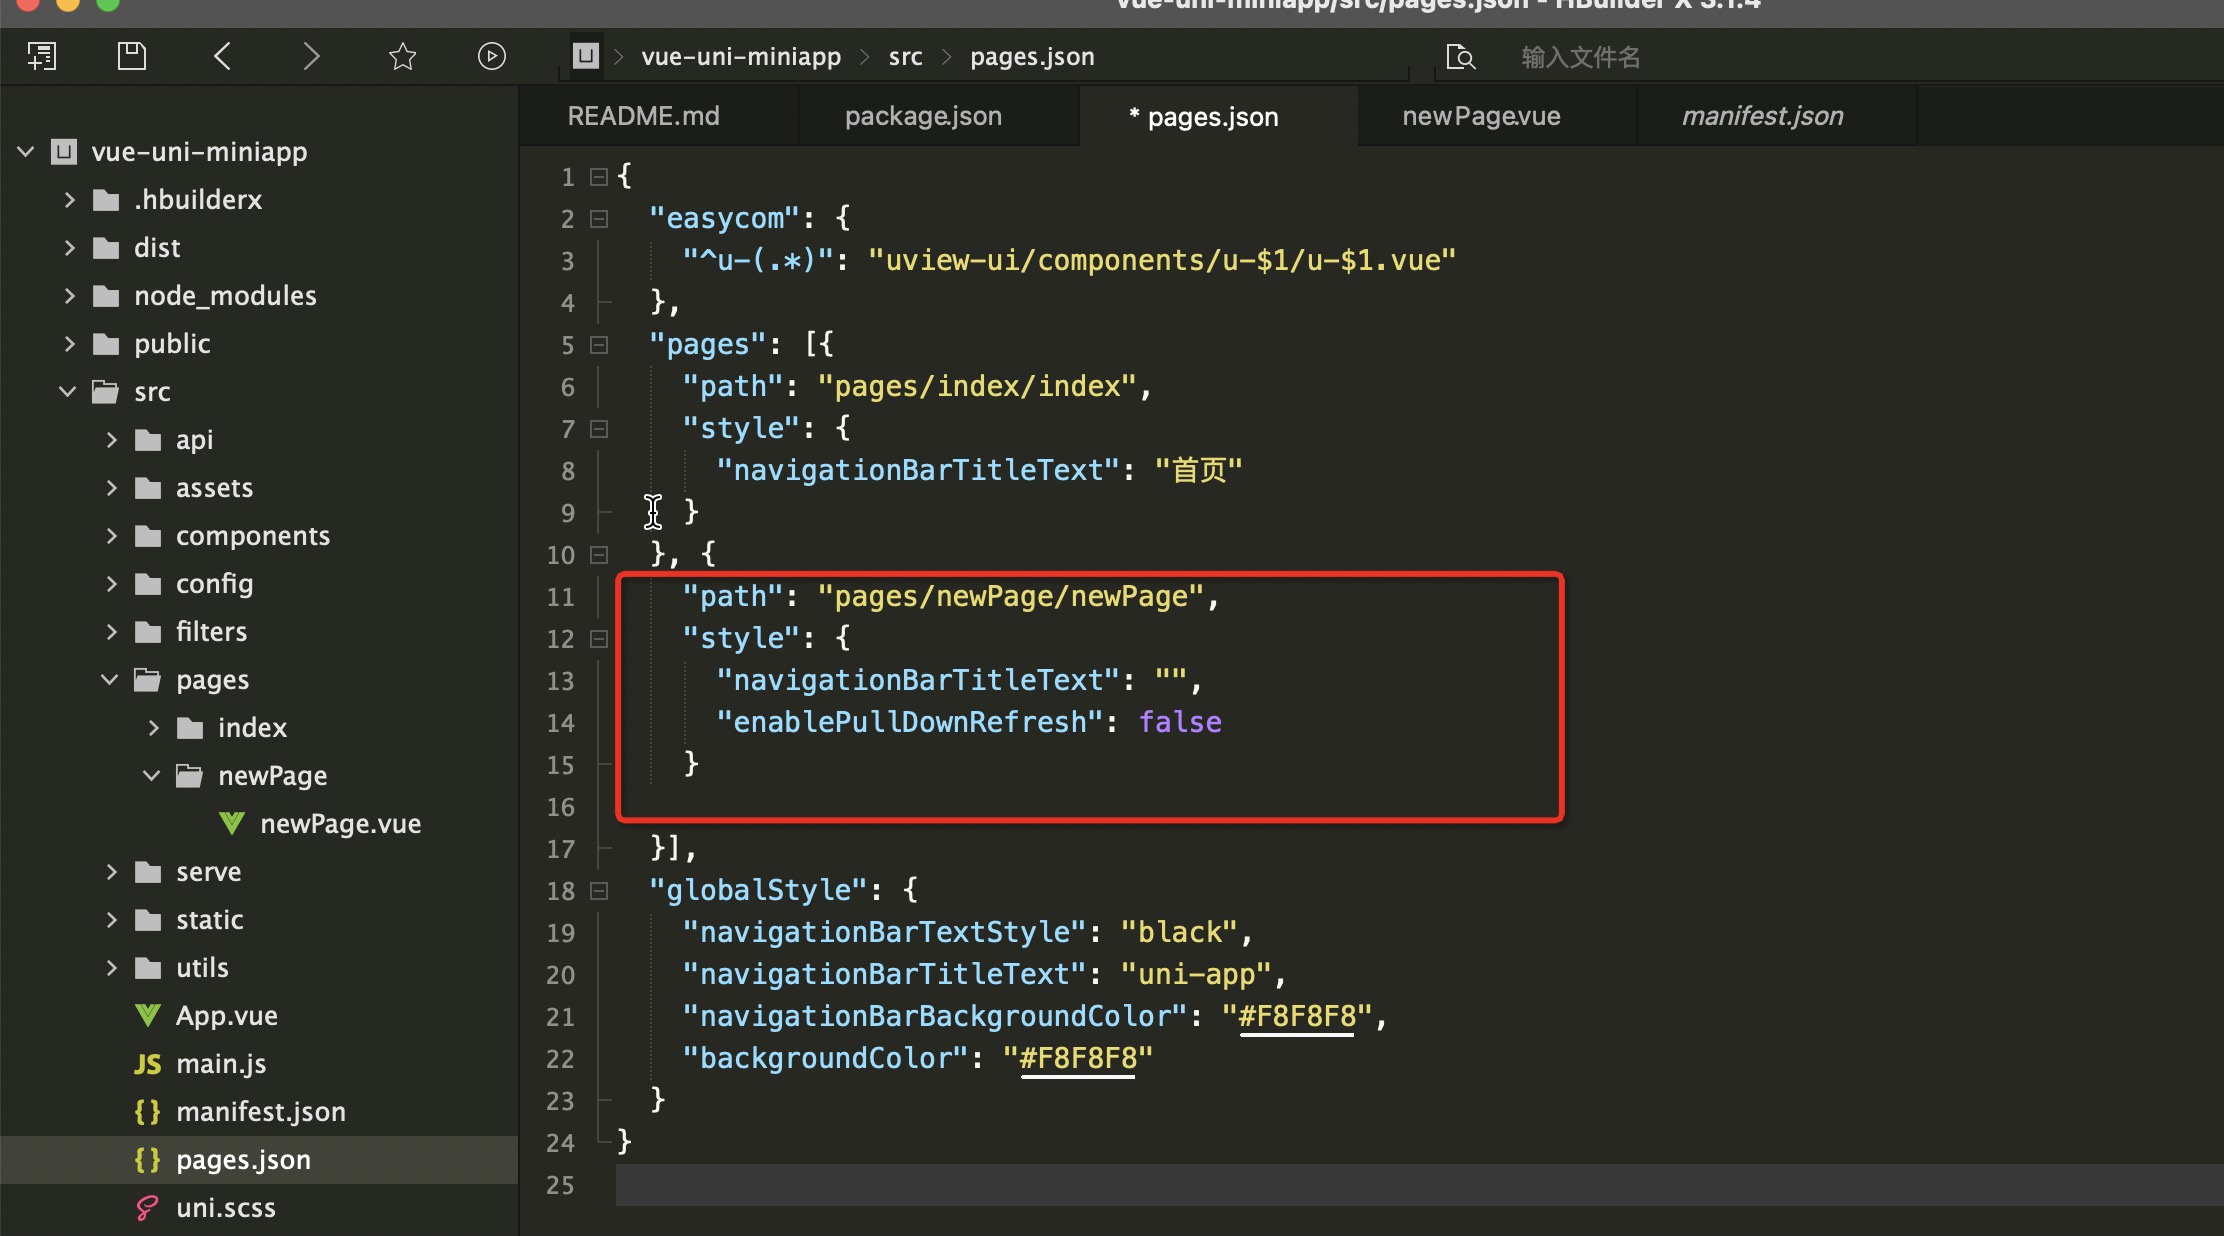 vue-uni-miniapp/src/pages.json - HBuilder X 3.1.4
vue-uni-miniapp
src
pages.json
输入文件名
README.md
package.json
* pages.json
newPage.vue
manifest.json
vue-uni-miniapp
.hbuilderx
dist
node_modules
public
src
api
assets
components
config
filters
pages
index
newPage
newPage.vue
serve
static
utils
App.vue
JS main.js
{} manifest.json
{} pages.json
uni.scss
1 {
2 "easycom": {
3 "^u-(.*)": "uview-ui/components/u-$1/u-$1.vue"
4 },
5 "pages": [{
6 "path": "pages/index/index",
7 "style": {
8 "navigationBarTitleText": "首页"
9 }
10 }, {
11 "path": "pages/newPage/newPage",
12 "style": {
13 "navigationBarTitleText": "",
14 "enablePullDownRefresh": false
15 }
16
17 }],
18 "globalStyle": {
19 "navigationBarTextStyle": "black",
20 "navigationBarTitleText": "uni-app",
21 "navigationBarBackgroundColor": "#F8F8F8",
22 "backgroundColor": "#F8F8F8"
23 }
24 }
25